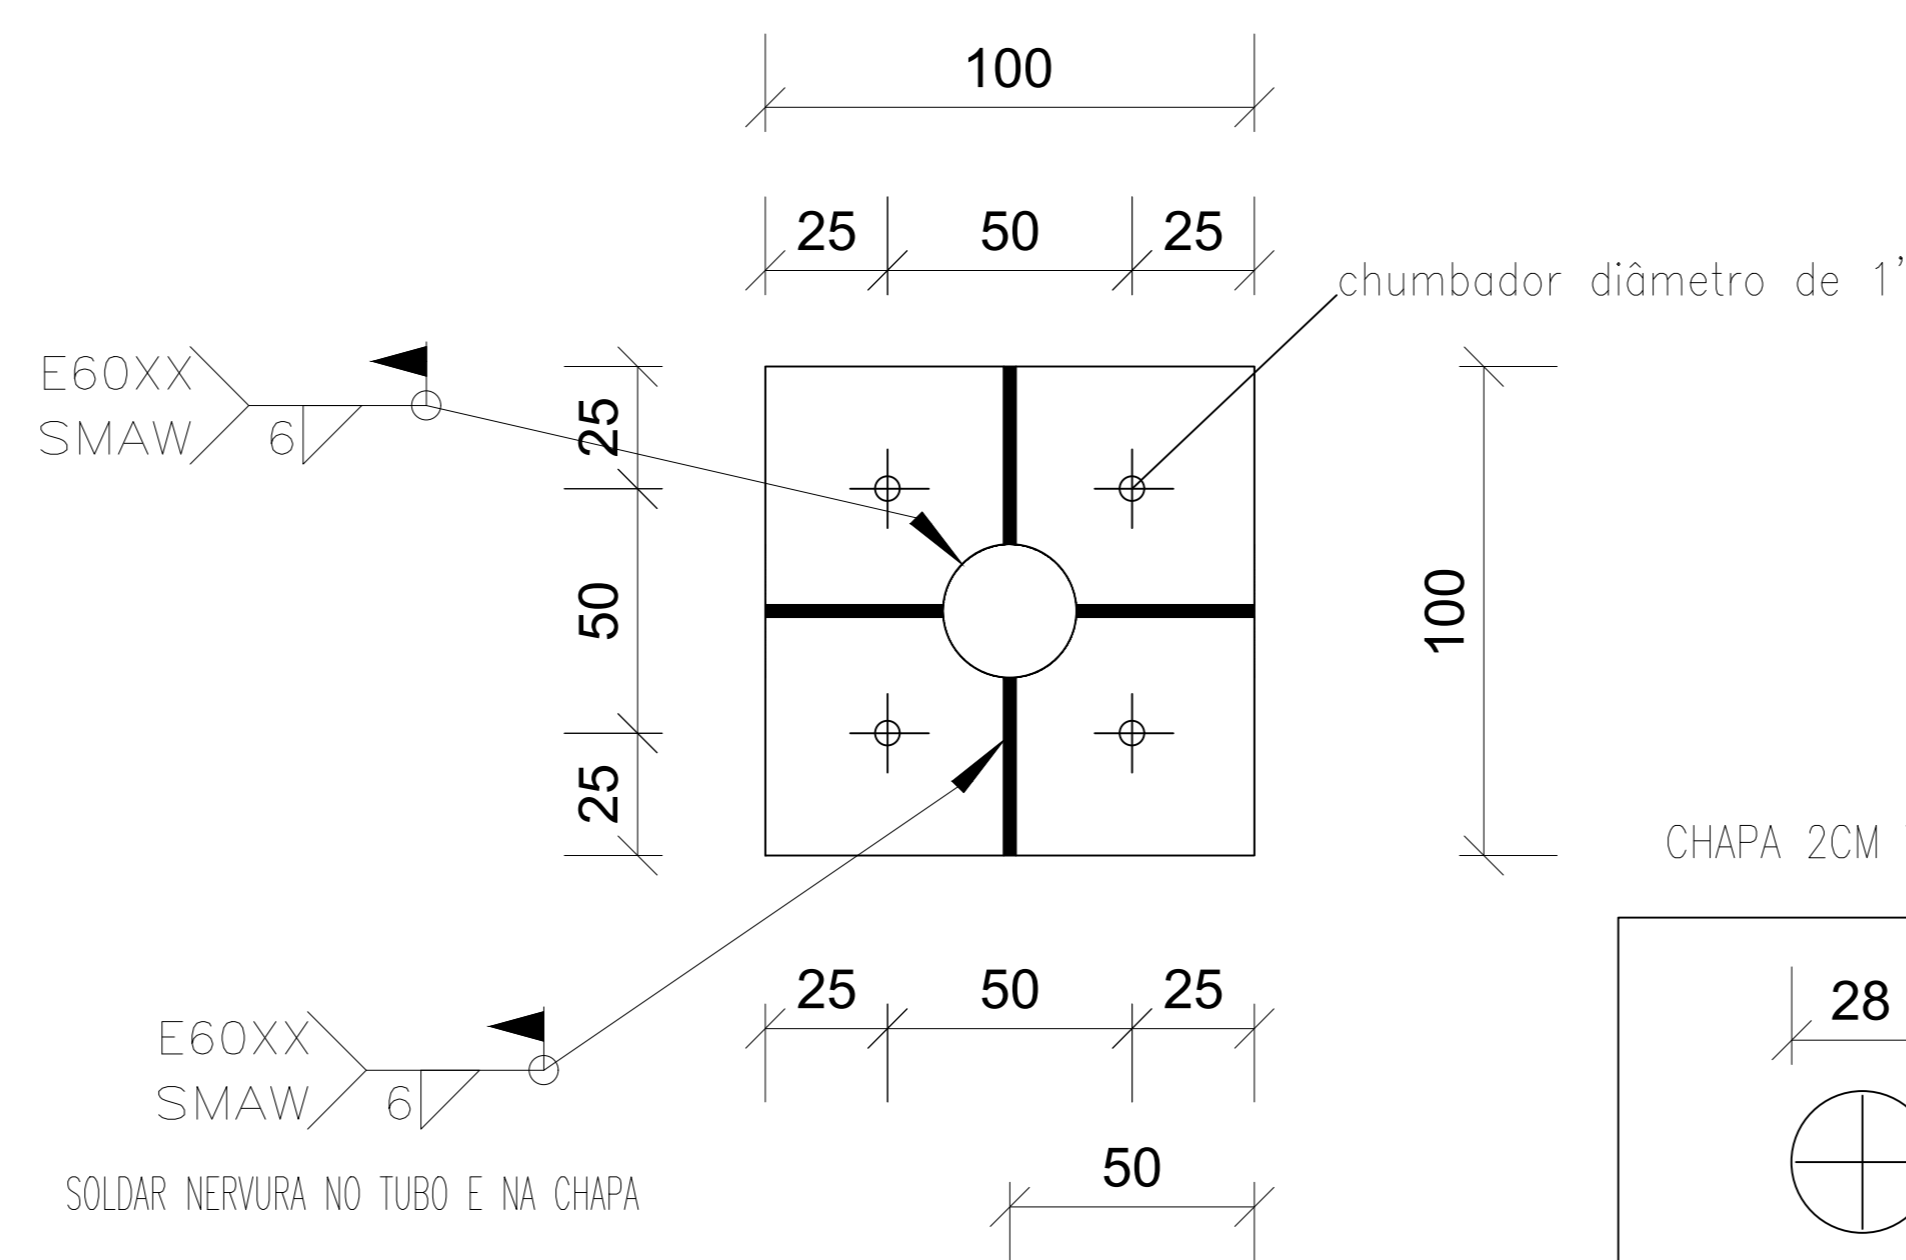 100
25 50 25
chumbador diâmetro de 1'
E60XX
SMAW 6
25
50
25
100
CHAPA 2CM
25 50 25
28
E60XX
SMAW 6
50
SOLDAR NERVURA NO TUBO E NA CHAPA